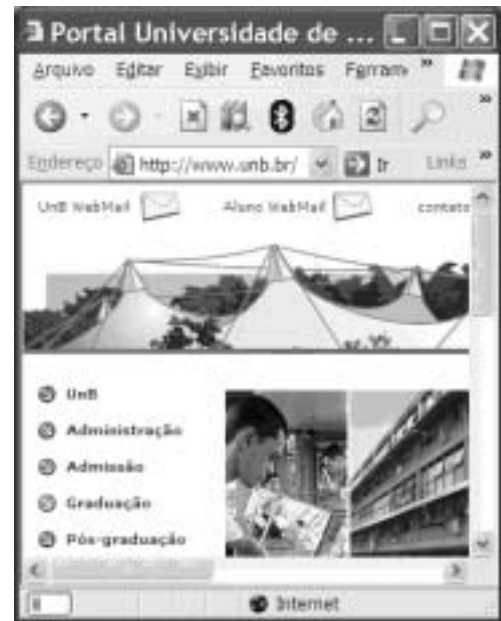 Portal Universidade de ...
Arquivo Editar Exibir Favoritos Ferram »
»
Endereço http://www.unb.br/ Ir Links »
UnB WebMail Aluno WebMail contato
UnB
Administração
Admissão
Graduação
Pós-graduação
Internet